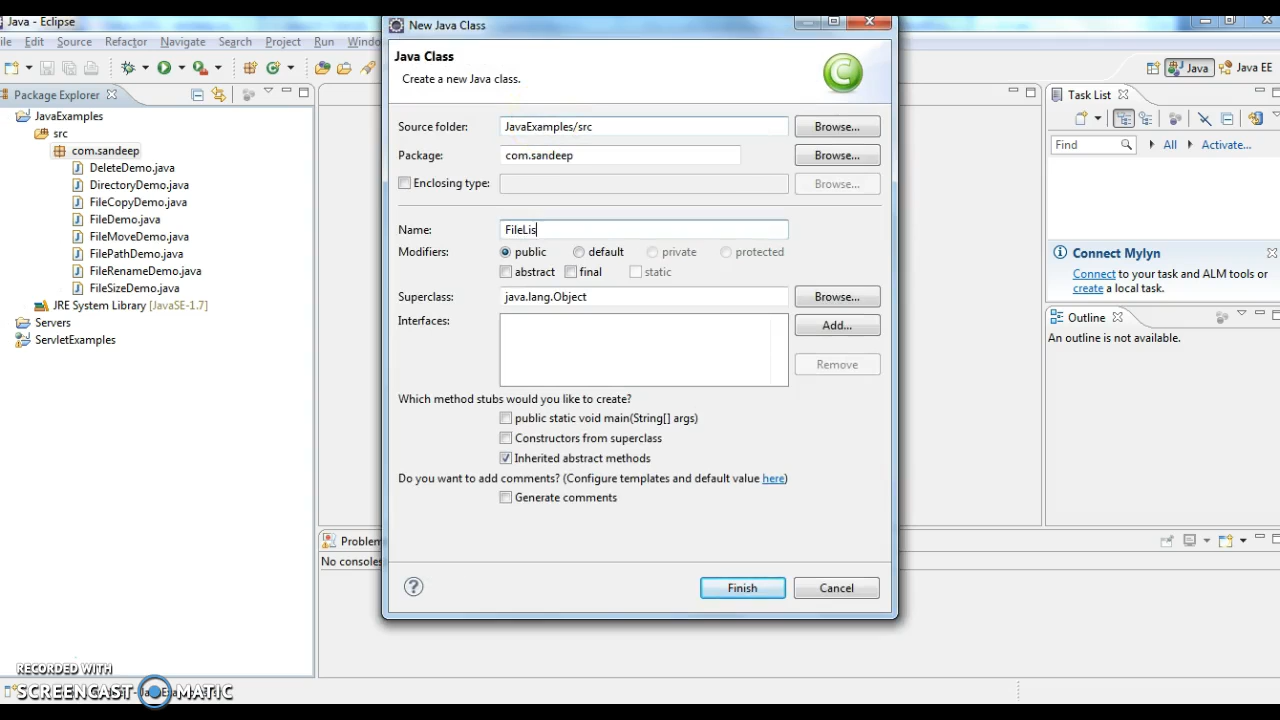 Java - Eclipse
New Java Class
ile Edit Source Refactor Navigate Search Project Run Windo
Java Class
Create a new Java class.
Java
Java EE
Package Explorer
Task List
JavaExamples
src
com.sandeep
DeleteDemo.java
DirectoryDemo.java
FileCopyDemo.java
FileDemo.java
FileMoveDemo.java
FilePathDemo.java
FileRenameDemo.java
FileSizeDemo.java
JRE System Library [JavaSE-1.7]
Servers
ServletExamples
Source folder: JavaExamples/src Browse...
Package: com.sandeep Browse...
Enclosing type: Browse...
Name: FileLis
Modifiers: public default private protected
abstract final static
Superclass: java.lang.Object Browse...
Interfaces: Add...
Remove
Which method stubs would you like to create?
public static void main(String[] args)
Constructors from superclass
Inherited abstract methods
Do you want to add comments? (Configure templates and default value here)
Generate comments
Finish Cancel
Find All Activate...
Connect Mylyn
Connect to your task and ALM tools or
create a local task.
Outline
An outline is not available.
Problem
No consoles
RECORDED WITH
SCREENCAST MATIC